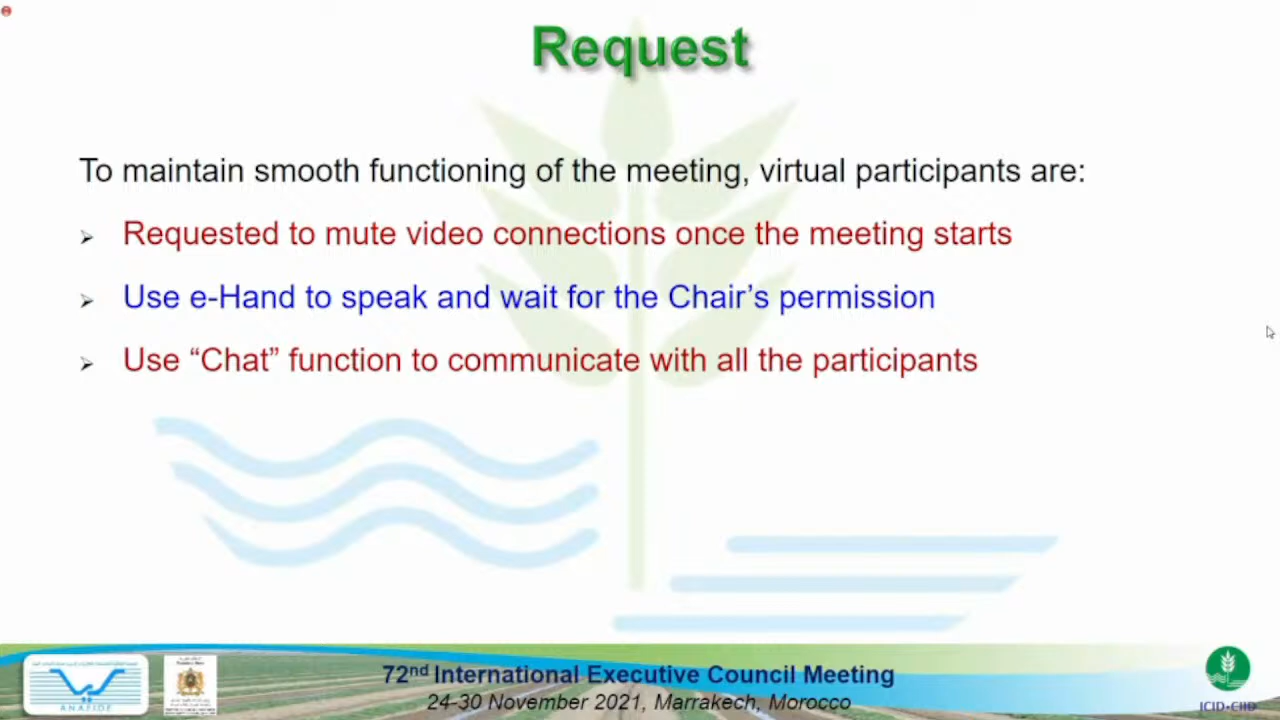 Request
To maintain smooth functioning of the meeting, virtual participants are:
➢ Requested to mute video connections once the meeting starts
➢ Use e-Hand to speak and wait for the Chair’s permission
➢ Use “Chat” function to communicate with all the participants
72nd International Executive Council Meeting
24-30 November 2021, Marrakech, Morocco
ANAFIDE
ICID•CIID